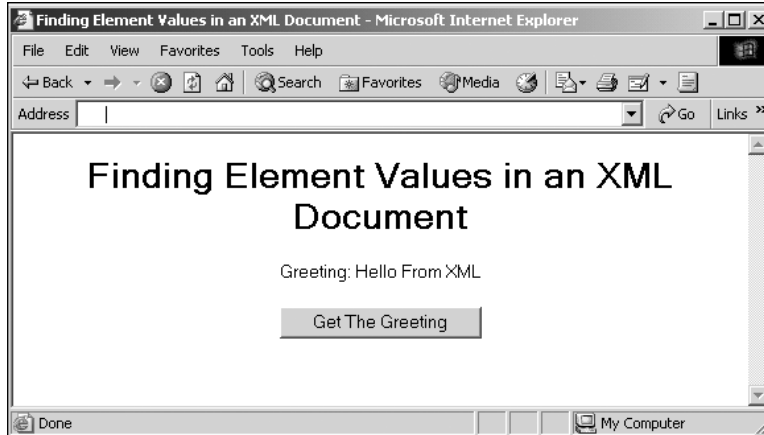 Finding Element Values in an XML Document - Microsoft Internet Explorer
File Edit View Favorites Tools Help
Back Search Favorites Media
Address Go Links »
Finding Element Values in an XML
Document
Greeting: Hello From XML
Get The Greeting
Done My Computer